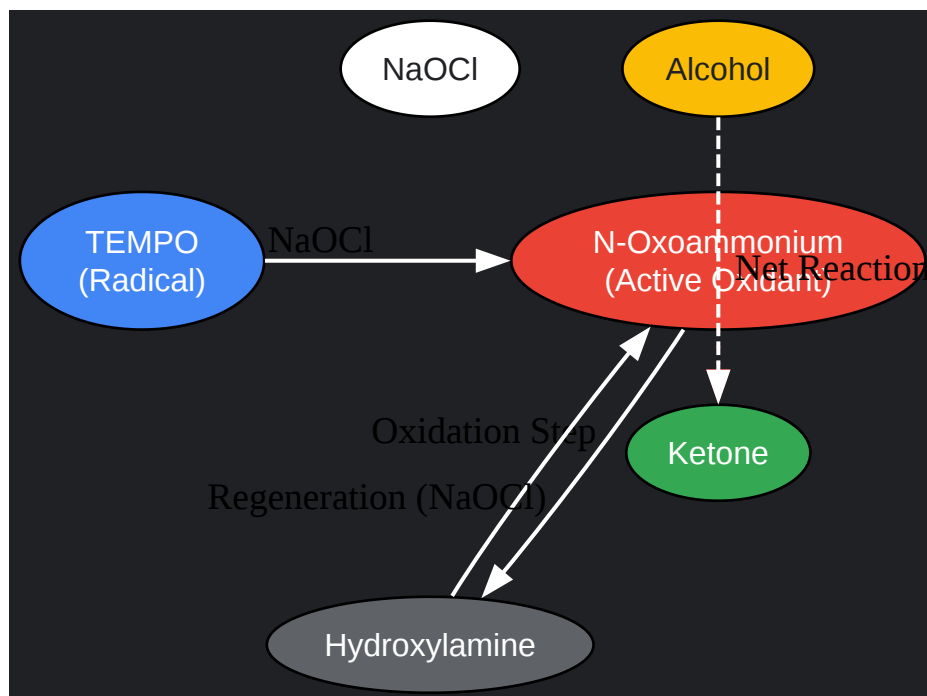 NaOCl
Alcohol
TEMPO
(Radical)
NaOCl
N-Oxoammonium
(Active Oxidant)
Net Reaction
Oxidation Step
Ketone
Regeneration (NaOCl)
Hydroxylamine